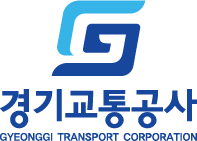 경기교통공사
GYEONGGI TRANSPORT CORPORATION